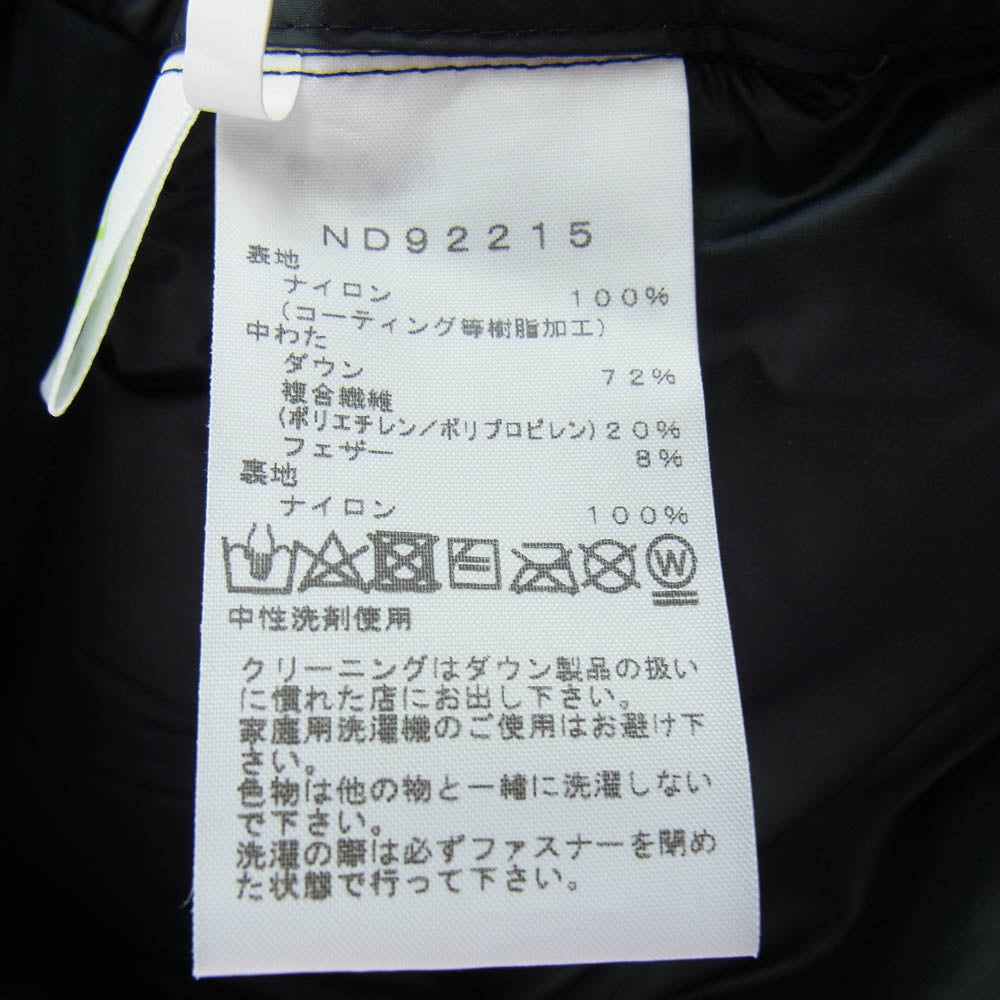 ND92215
表地
ナイロン 100%
(コーティング等樹脂加工)
中わた
ダウン 72%
複合繊維
(ポリエチレン/ポリプロピレン) 20%
フェザー 8%
裏地
ナイロン 100%
W
中性洗剤使用
クリーニングはダウン製品の扱い
に慣れた店にお出し下さい。
家庭用洗濯機のご使用はお避け下
さい。
色物は他の物と一緒に洗濯しない
で下さい。
洗濯の際は必ずファスナーを閉め
た状態で行って下さい。